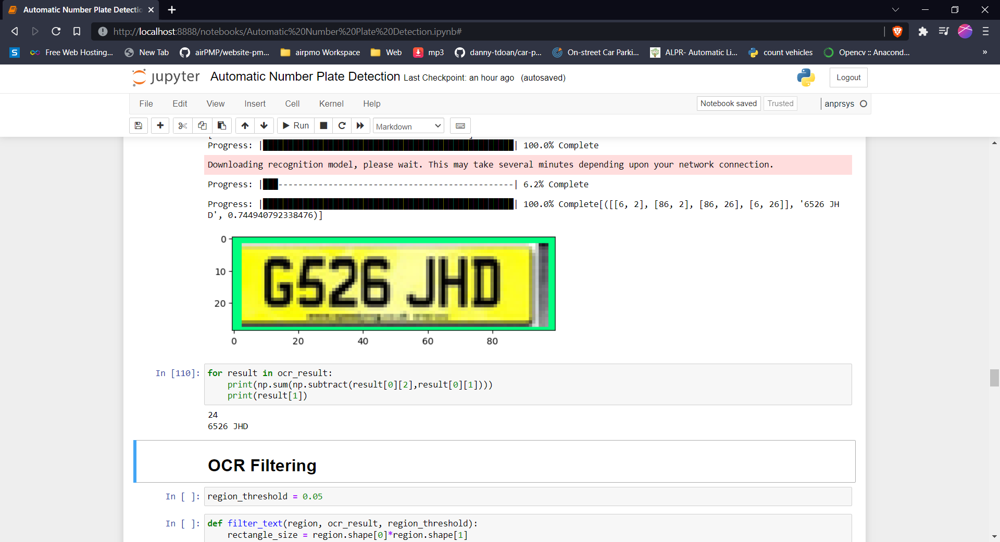 Automatic Number Plate Detectio
http://localhost:8888/notebooks/Automatic%20Number%20Plate%20Detection.ipynb#
S Free Web Hosting... New Tab airPMP/website-pm... airpmo Workspace Web mp3 danny-tdoan/car-p... On-street Car Parki... ALPR- Automatic Li... count vehicles Opencv :: Anacond... »
jupyter Automatic Number Plate Detection Last Checkpoint: an hour ago (autosaved) Logout
File Edit View Insert Cell Kernel Help Notebook saved Trusted anprsys
Run Markdown
Progress: || 100.0% Complete
Downloading recognition model, please wait. This may take several minutes depending upon your network connection.
Progress: |-----------------------------------------------| 6.2% Complete
Progress: || 100.0% Complete[([[6, 2], [86, 2], [86, 26], [6, 26]], '6526 JH
D', 0.744940792338476)]
0
10
20
G526 JHD
0 20 40 60 80
In [110]: for result in ocr_result:
print(np.sum(np.subtract(result[0][2],result[0][1])))
print(result[1])
24
6526 JHD
OCR Filtering
In [ ]: region_threshold = 0.05
In [ ]: def filter_text(region, ocr_result, region_threshold):
rectangle_size = region.shape[0]*region.shape[1]